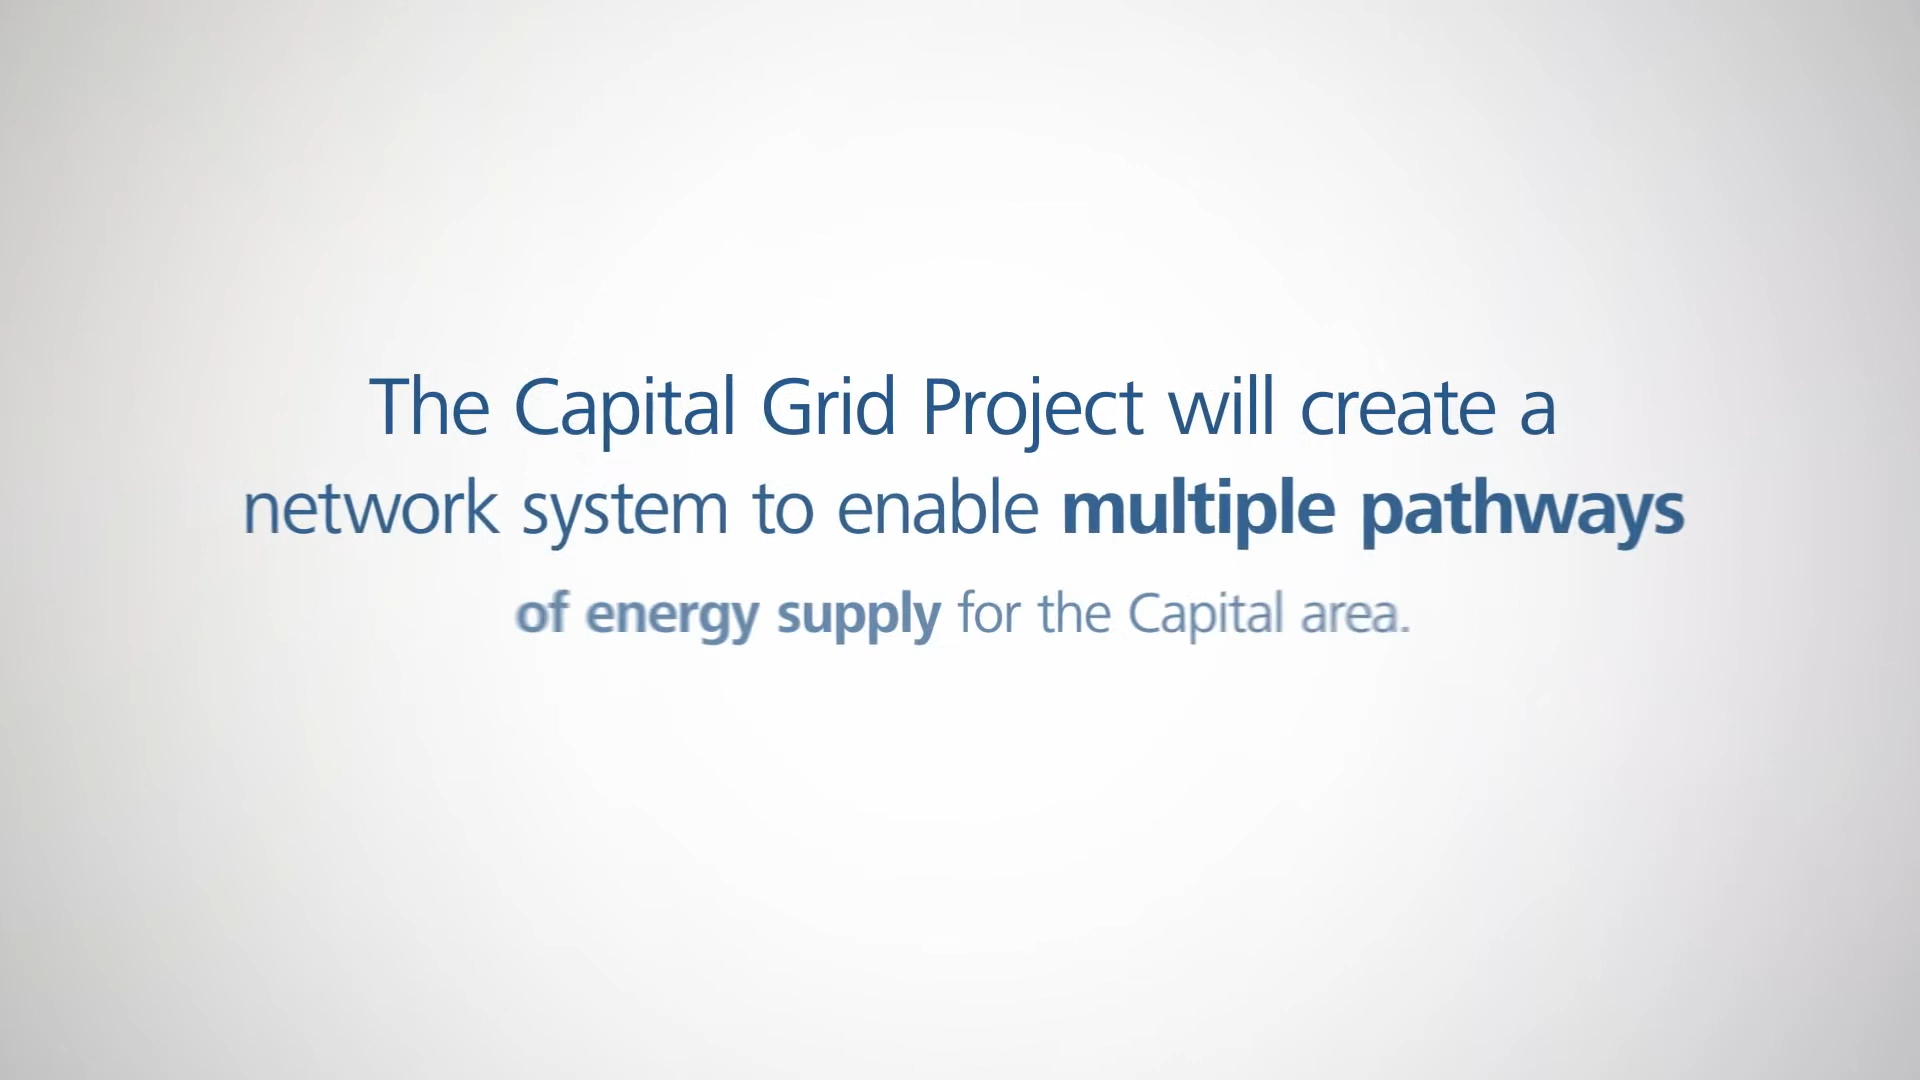 The Capital Grid Project will create a
network system to enable multiple pathways
of energy supply for the Capital area.